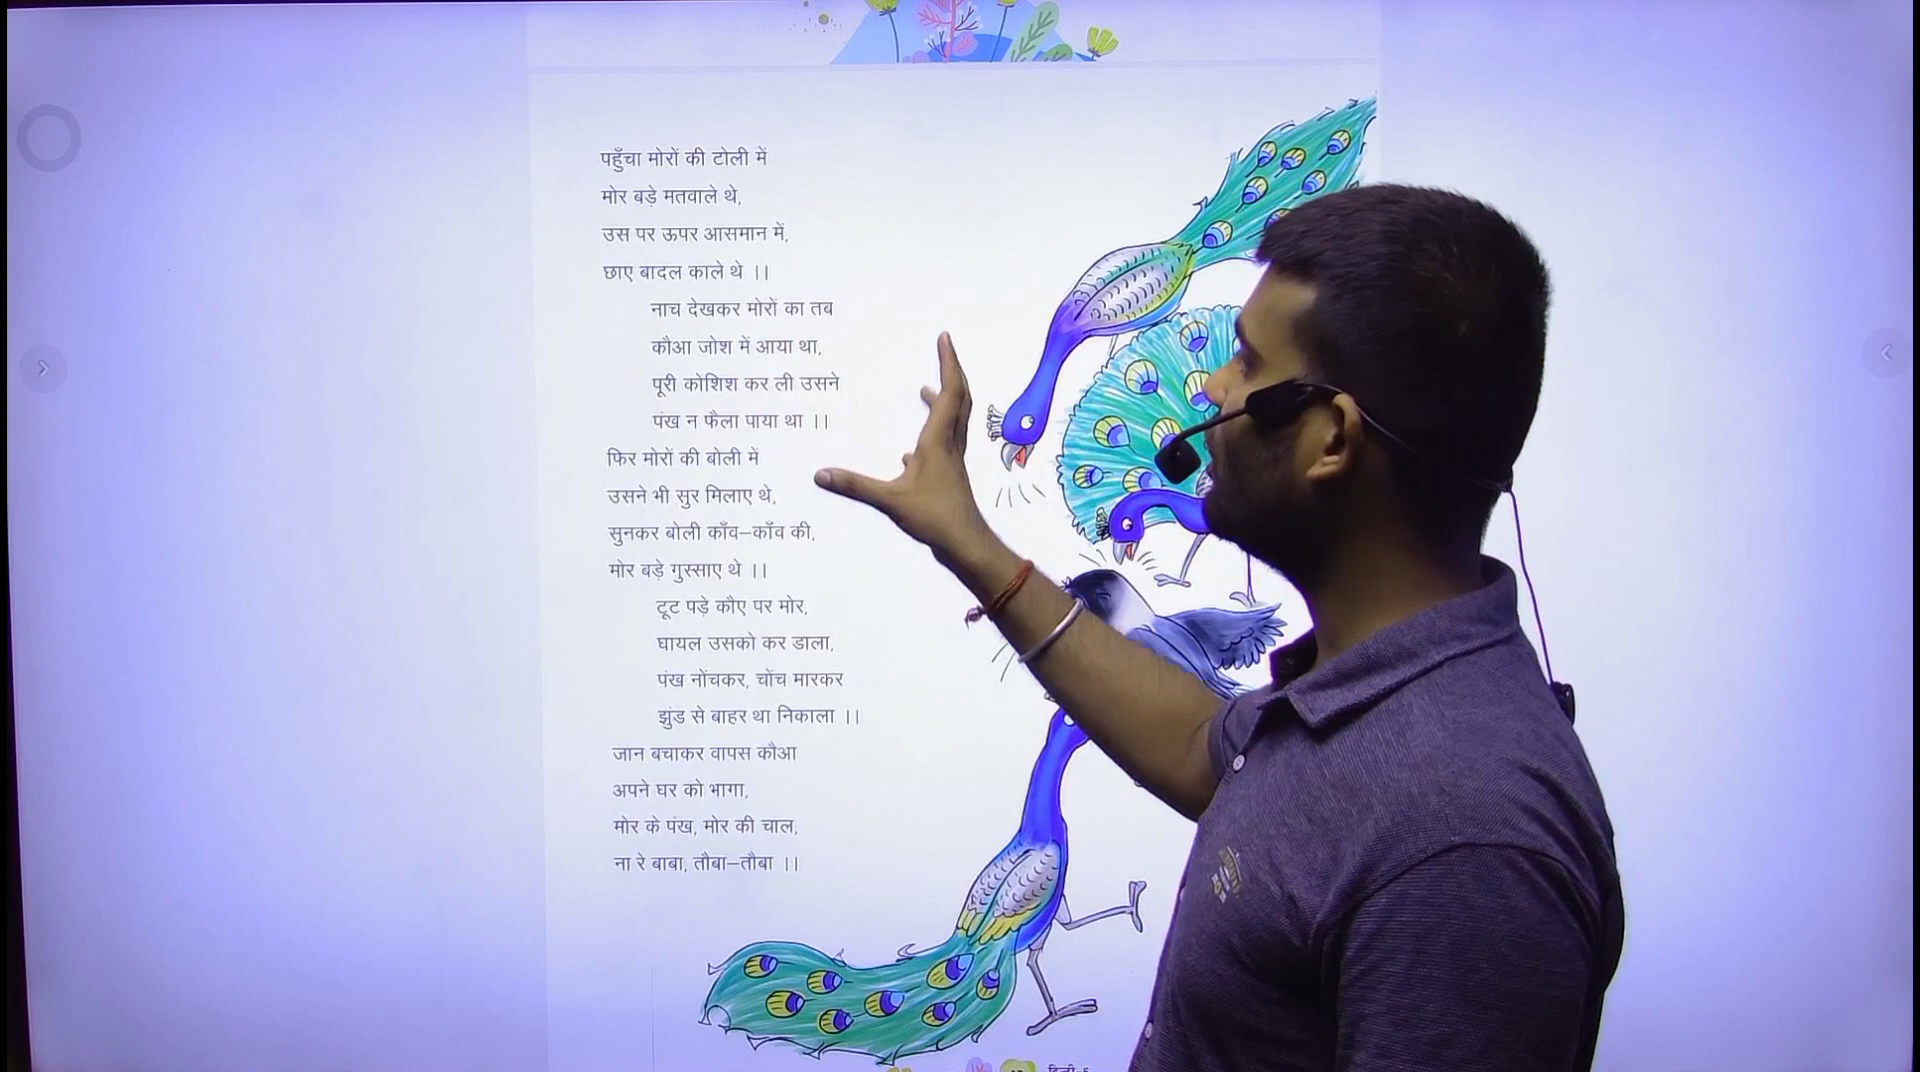 पहुँचा मोरों की टोली में
मोर बड़े मतवाले थे,
उस पर ऊपर आसमान में,
छाए बादल काले थे ।।
नाच देखकर मोरों का तब
कौआ जोश में आया था,
पूरी कोशिश कर ली उसने
पंख न फैला पाया था ।।
फिर मोरों की बोली में
उसने भी सुर मिलाए थे,
सुनकर बोली काँव–काँव की,
मोर बड़े गुस्साए थे ।।
टूट पड़े कौए पर मोर,
घायल उसको कर डाला,
पंख नोंचकर, चोंच मारकर
झुंड से बाहर था निकाला ।।
जान बचाकर वापस कौआ
अपने घर को भागा,
मोर के पंख, मोर की चाल,
ना रे बाबा, तौबा–तौबा ।।